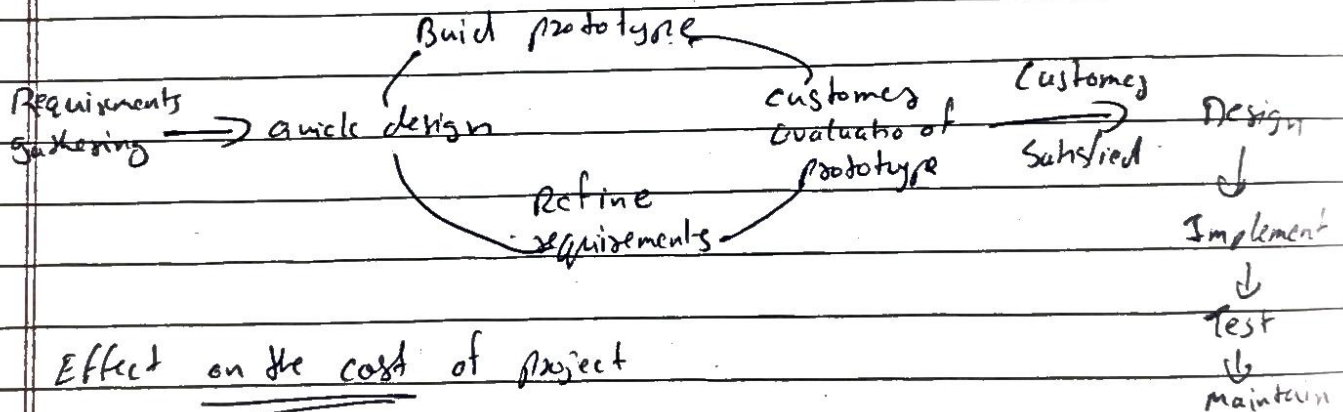 Buid prototype
Requirements
gathering
quick design
customer
evaluatio of
prototype
Customer
Satisfied
Design
Refine
requirements
Implement
Test
Maintain
Effect on the cost of project